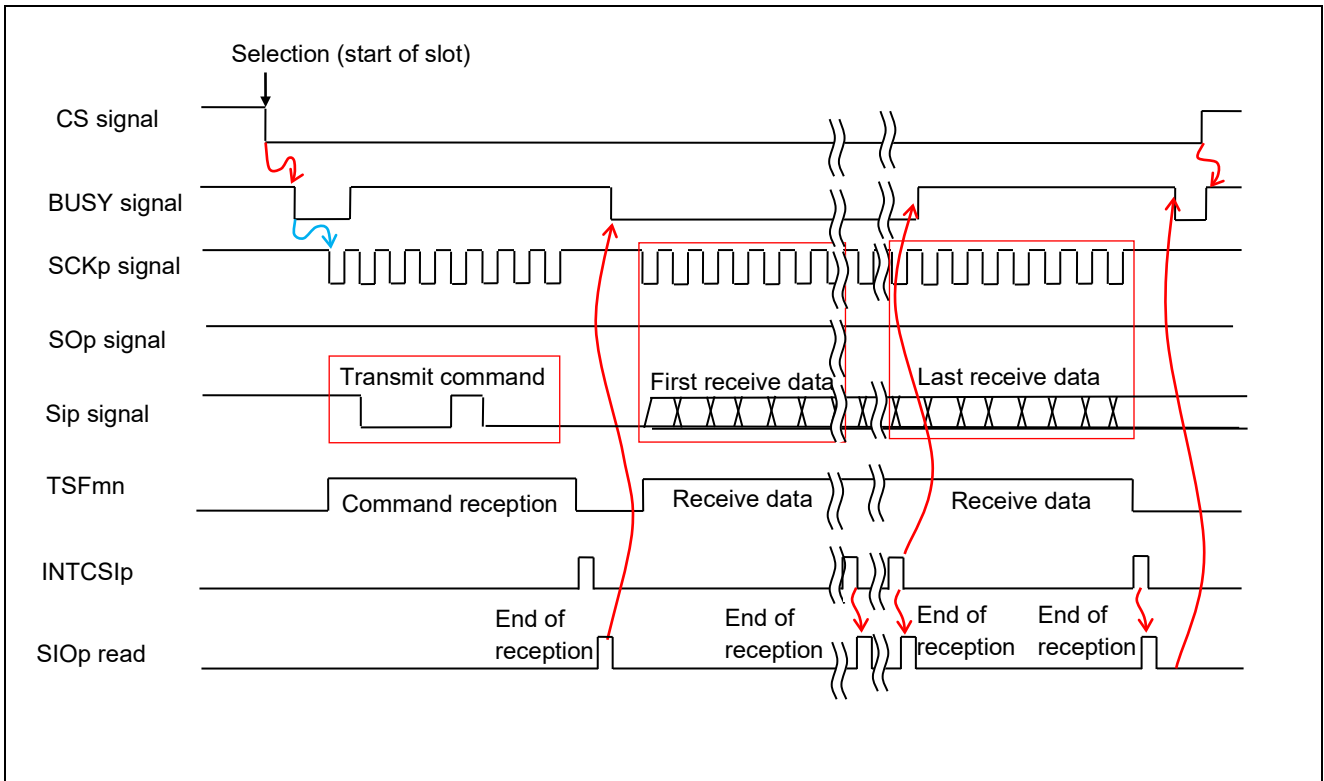 Selection (start of slot)
CS signal
BUSY signal
SCKp signal
SOp signal
Transmit command
First receive data
Last receive data
Sip signal
TSFmn
Command reception
Receive data
Receive data
INTCSIp
End of
reception
End of
reception
End of
reception
End of
reception
SIOp read